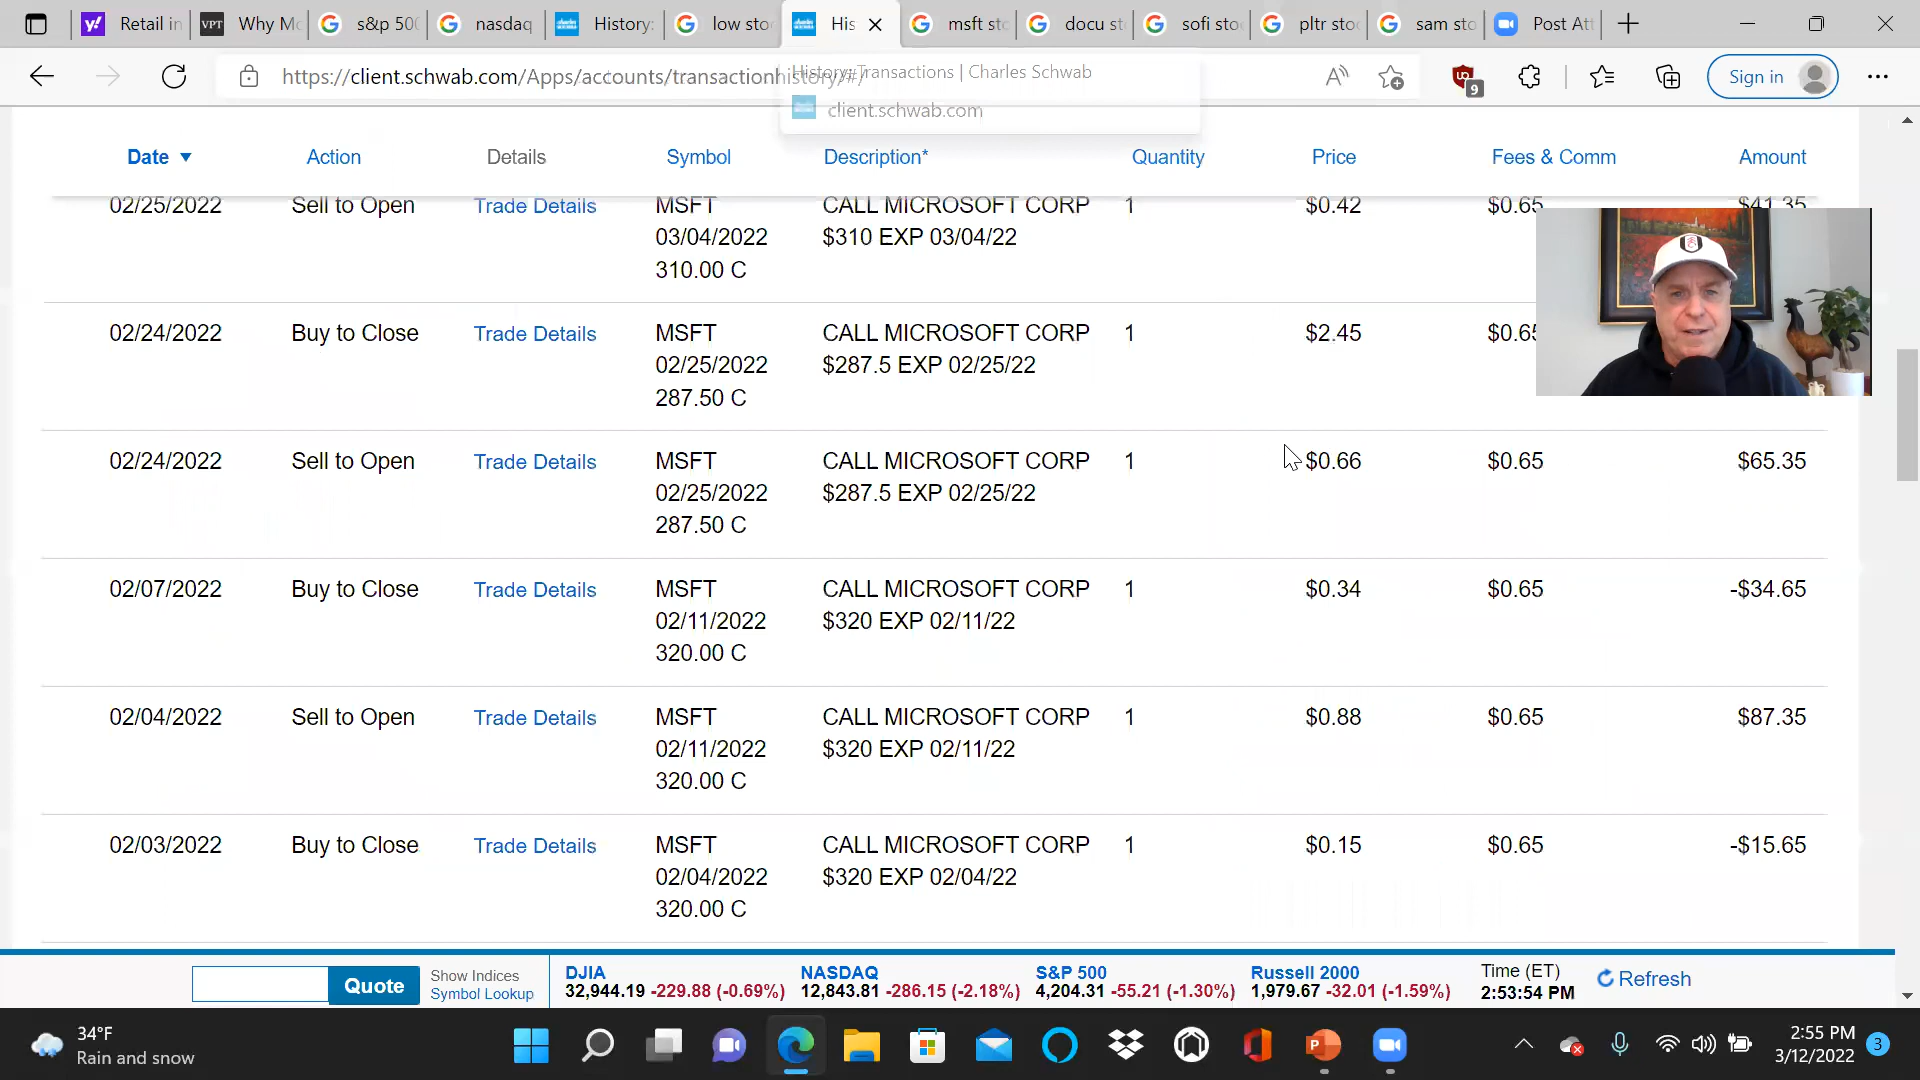 Retail in
VPT Why Mo
s&p 500
nasdaq
History:
low sto
His
msft sto
docu st
sofi sto
pltr stoc
sam sto
Post Att
https://client.schwab.com/Apps/accounts/transactionhistory/#/
History: Transactions | Charles Schwab
client.schwab.com
9
Sign in
Date Action Details Symbol Description* Quantity Price Fees & Comm Amount
02/25/2022 Sell to Open Trade Details MSFT CALL MICROSOFT CORP 1 $0.42 $0.65 $41.35
03/04/2022 $310 EXP 03/04/22
310.00 C
02/24/2022 Buy to Close Trade Details MSFT CALL MICROSOFT CORP 1 $2.45 $0.65
02/25/2022 $287.5 EXP 02/25/22
287.50 C
02/24/2022 Sell to Open Trade Details MSFT CALL MICROSOFT CORP 1 $0.66 $0.65 $65.35
02/25/2022 $287.5 EXP 02/25/22
287.50 C
02/07/2022 Buy to Close Trade Details MSFT CALL MICROSOFT CORP 1 $0.34 $0.65 -$34.65
02/11/2022 $320 EXP 02/11/22
320.00 C
02/04/2022 Sell to Open Trade Details MSFT CALL MICROSOFT CORP 1 $0.88 $0.65 $87.35
02/11/2022 $320 EXP 02/11/22
320.00 C
02/03/2022 Buy to Close Trade Details MSFT CALL MICROSOFT CORP 1 $0.15 $0.65 -$15.65
02/04/2022 $320 EXP 02/04/22
320.00 C
Quote
Show Indices
Symbol Lookup
DJIA
32,944.19 -229.88 (-0.69%)
NASDAQ
12,843.81 -286.15 (-2.18%)
S&P 500
4,204.31 -55.21 (-1.30%)
Russell 2000
1,979.67 -32.01 (-1.59%)
Time (ET)
2:53:54 PM
Refresh
34°F
Rain and snow
2:55 PM
3/12/2022
3